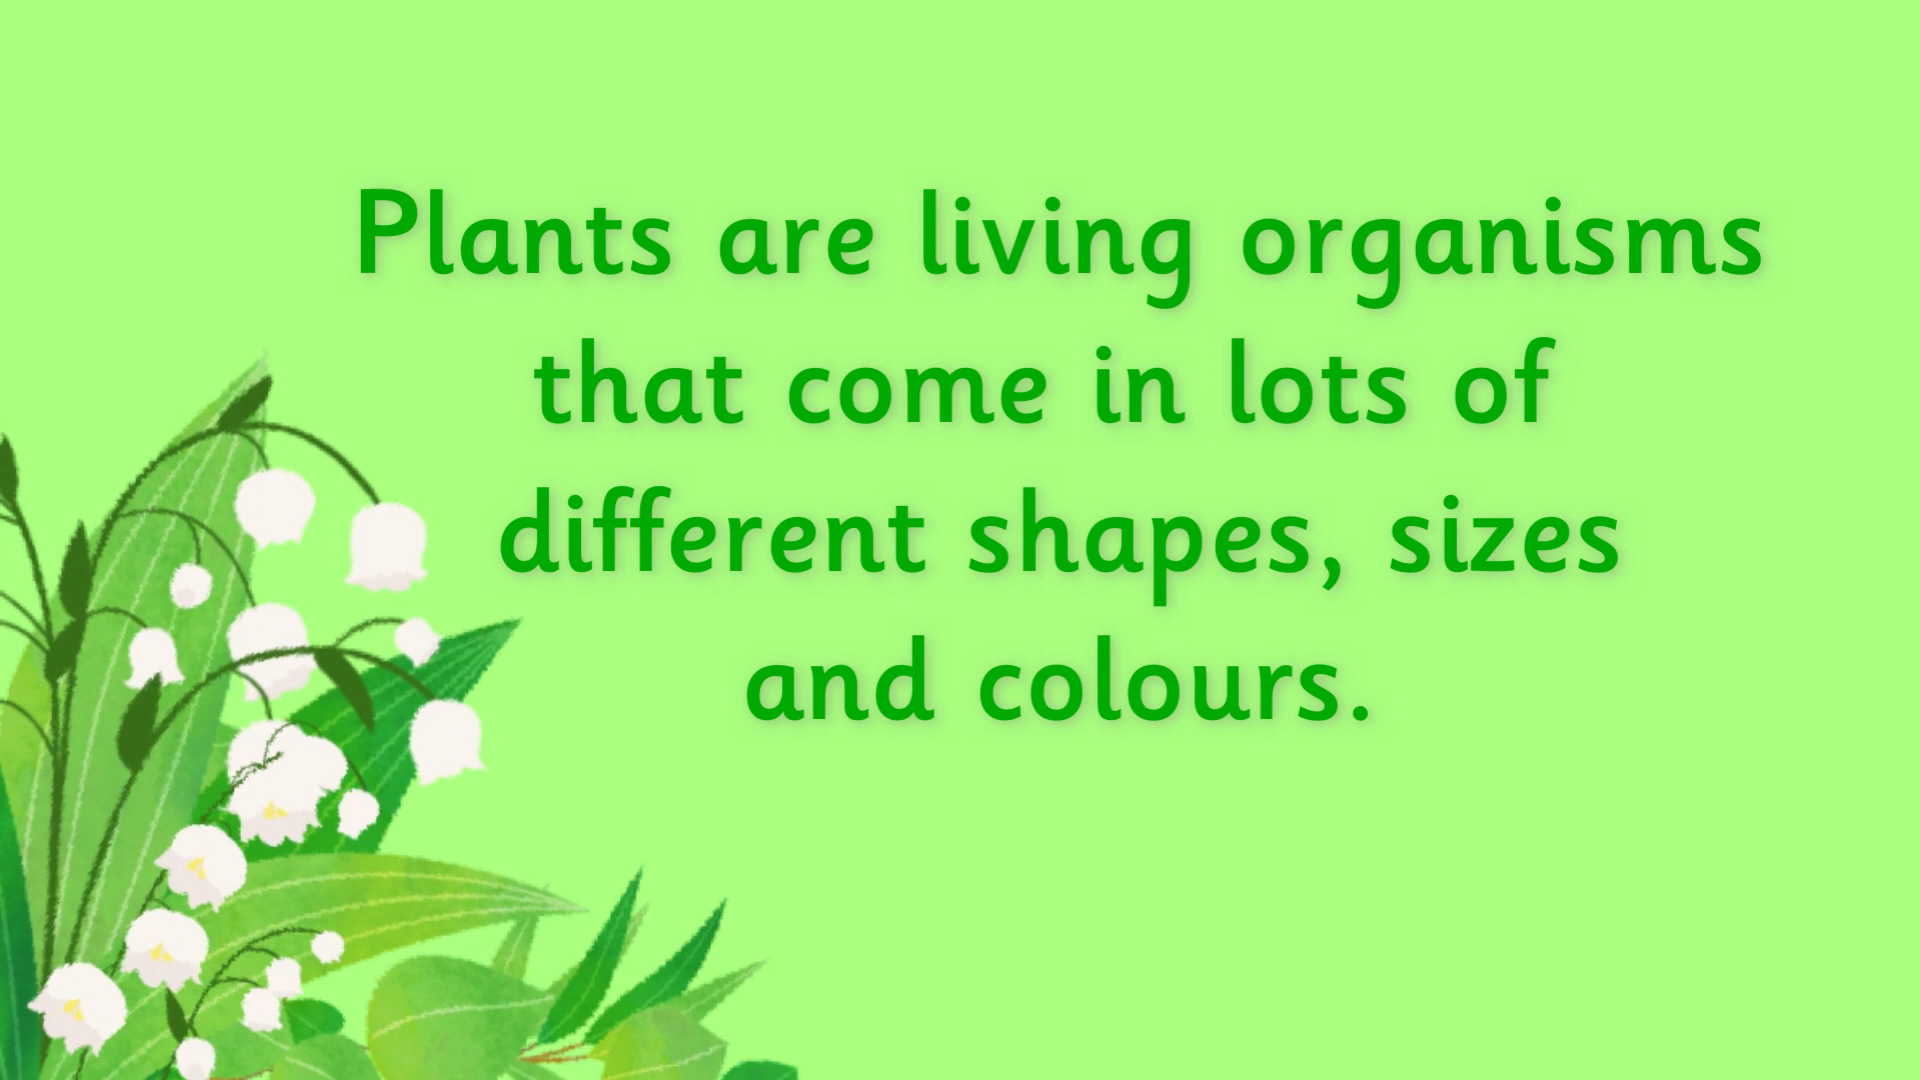 Plants are living organisms
that come in lots of
different shapes, sizes
and colours.